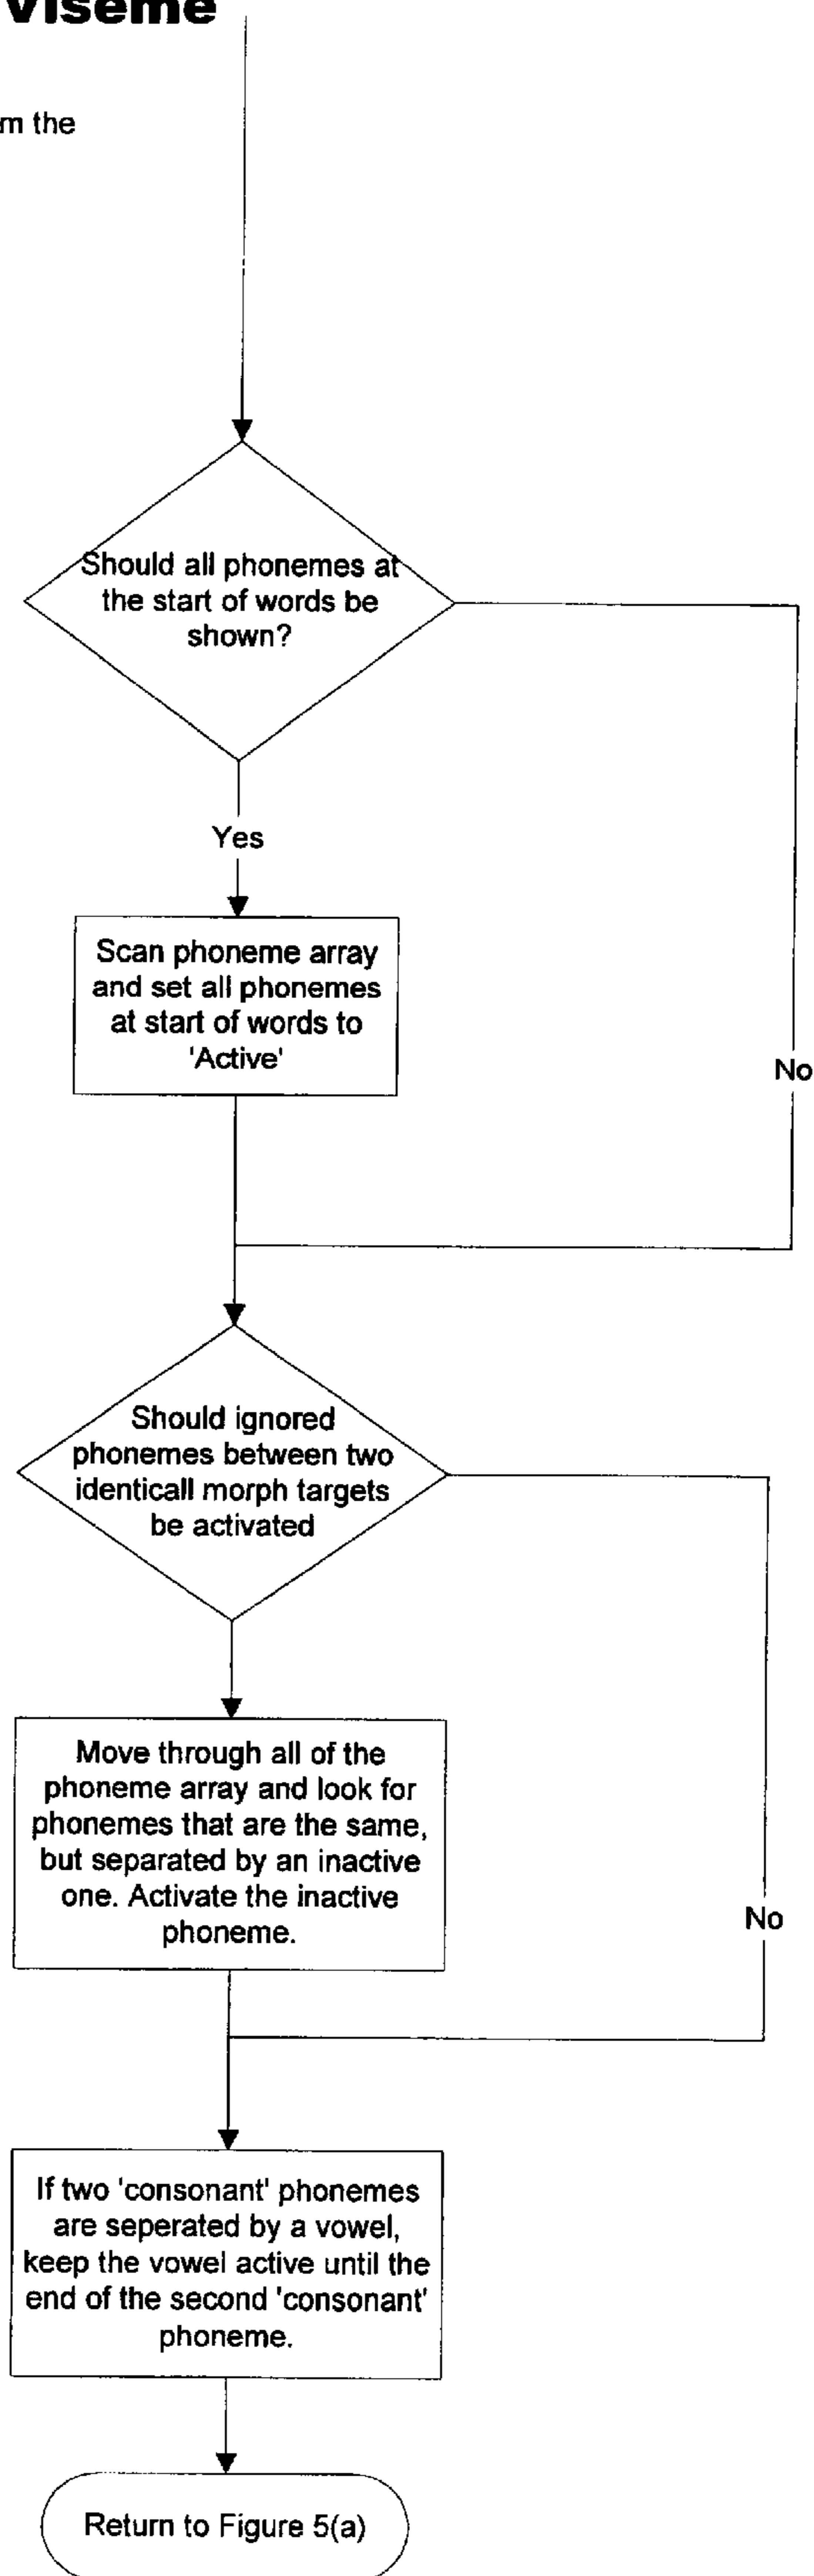 Viseme
m the
Should all phonemes at
the start of words be
shown?
Yes
Scan phoneme array
and set all phonemes
at start of words to
'Active'
No
Should ignored
phonemes between two
identicall morph targets
be activated
Move through all of the
phoneme array and look for
phonemes that are the same,
but separated by an inactive
one. Activate the inactive
phoneme.
No
If two 'consonant' phonemes
are seperated by a vowel,
keep the vowel active until the
end of the second 'consonant'
phoneme.
Return to Figure 5(a)